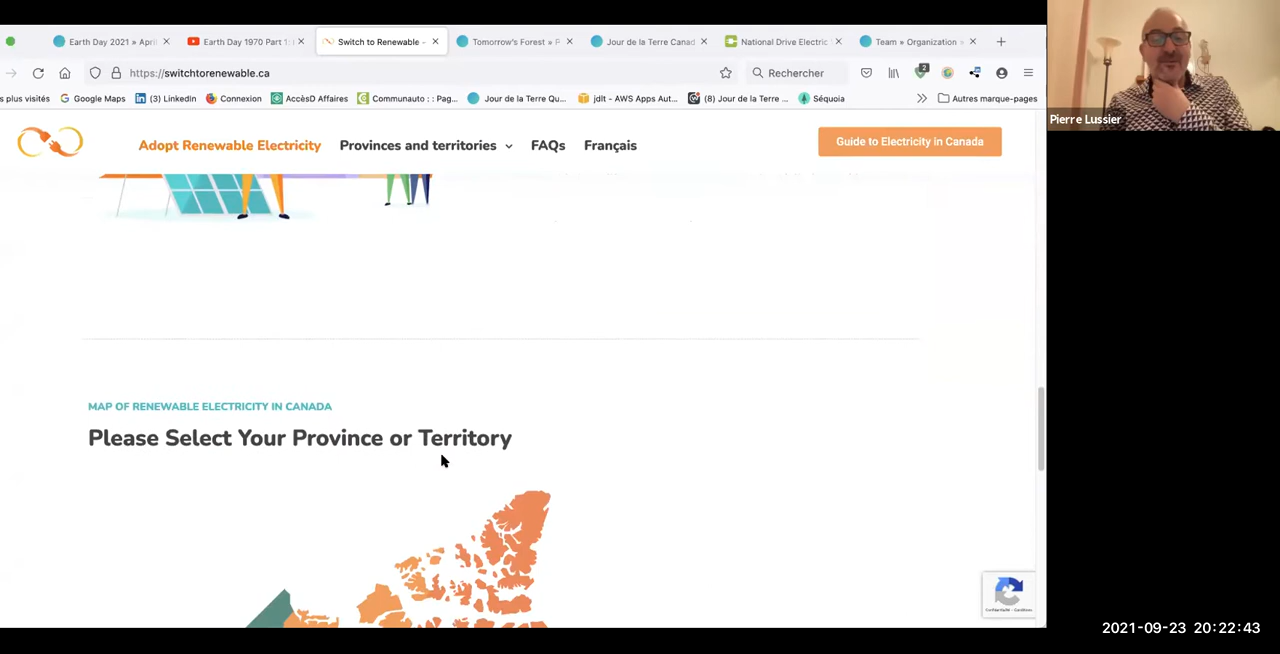 Earth Day 2021 » Apri
Earth Day 1970 Part 1:
Switch to Renewable –
Tomorrow's Forest » P
Jour de la Terre Canad
National Drive Electric
Team » Organization »
https://switchtorenewable.ca
Rechercher
2
s plus visités
Google Maps
(3) LinkedIn
Connexion
AccèsD Affaires
Communauto : : Pag...
Jour de la Terre Qu...
jdlt - AWS Apps Aut...
(8) Jour de la Terre ...
Séquoia
Autres marque-pages
Pierre Lussier
Adopt Renewable Electricity
Provinces and territories
FAQs
Français
Guide to Electricity in Canada
MAP OF RENEWABLE ELECTRICITY IN CANADA
Please Select Your Province or Territory
Confidentialité - Conditions
2021-09-23 20:22:43